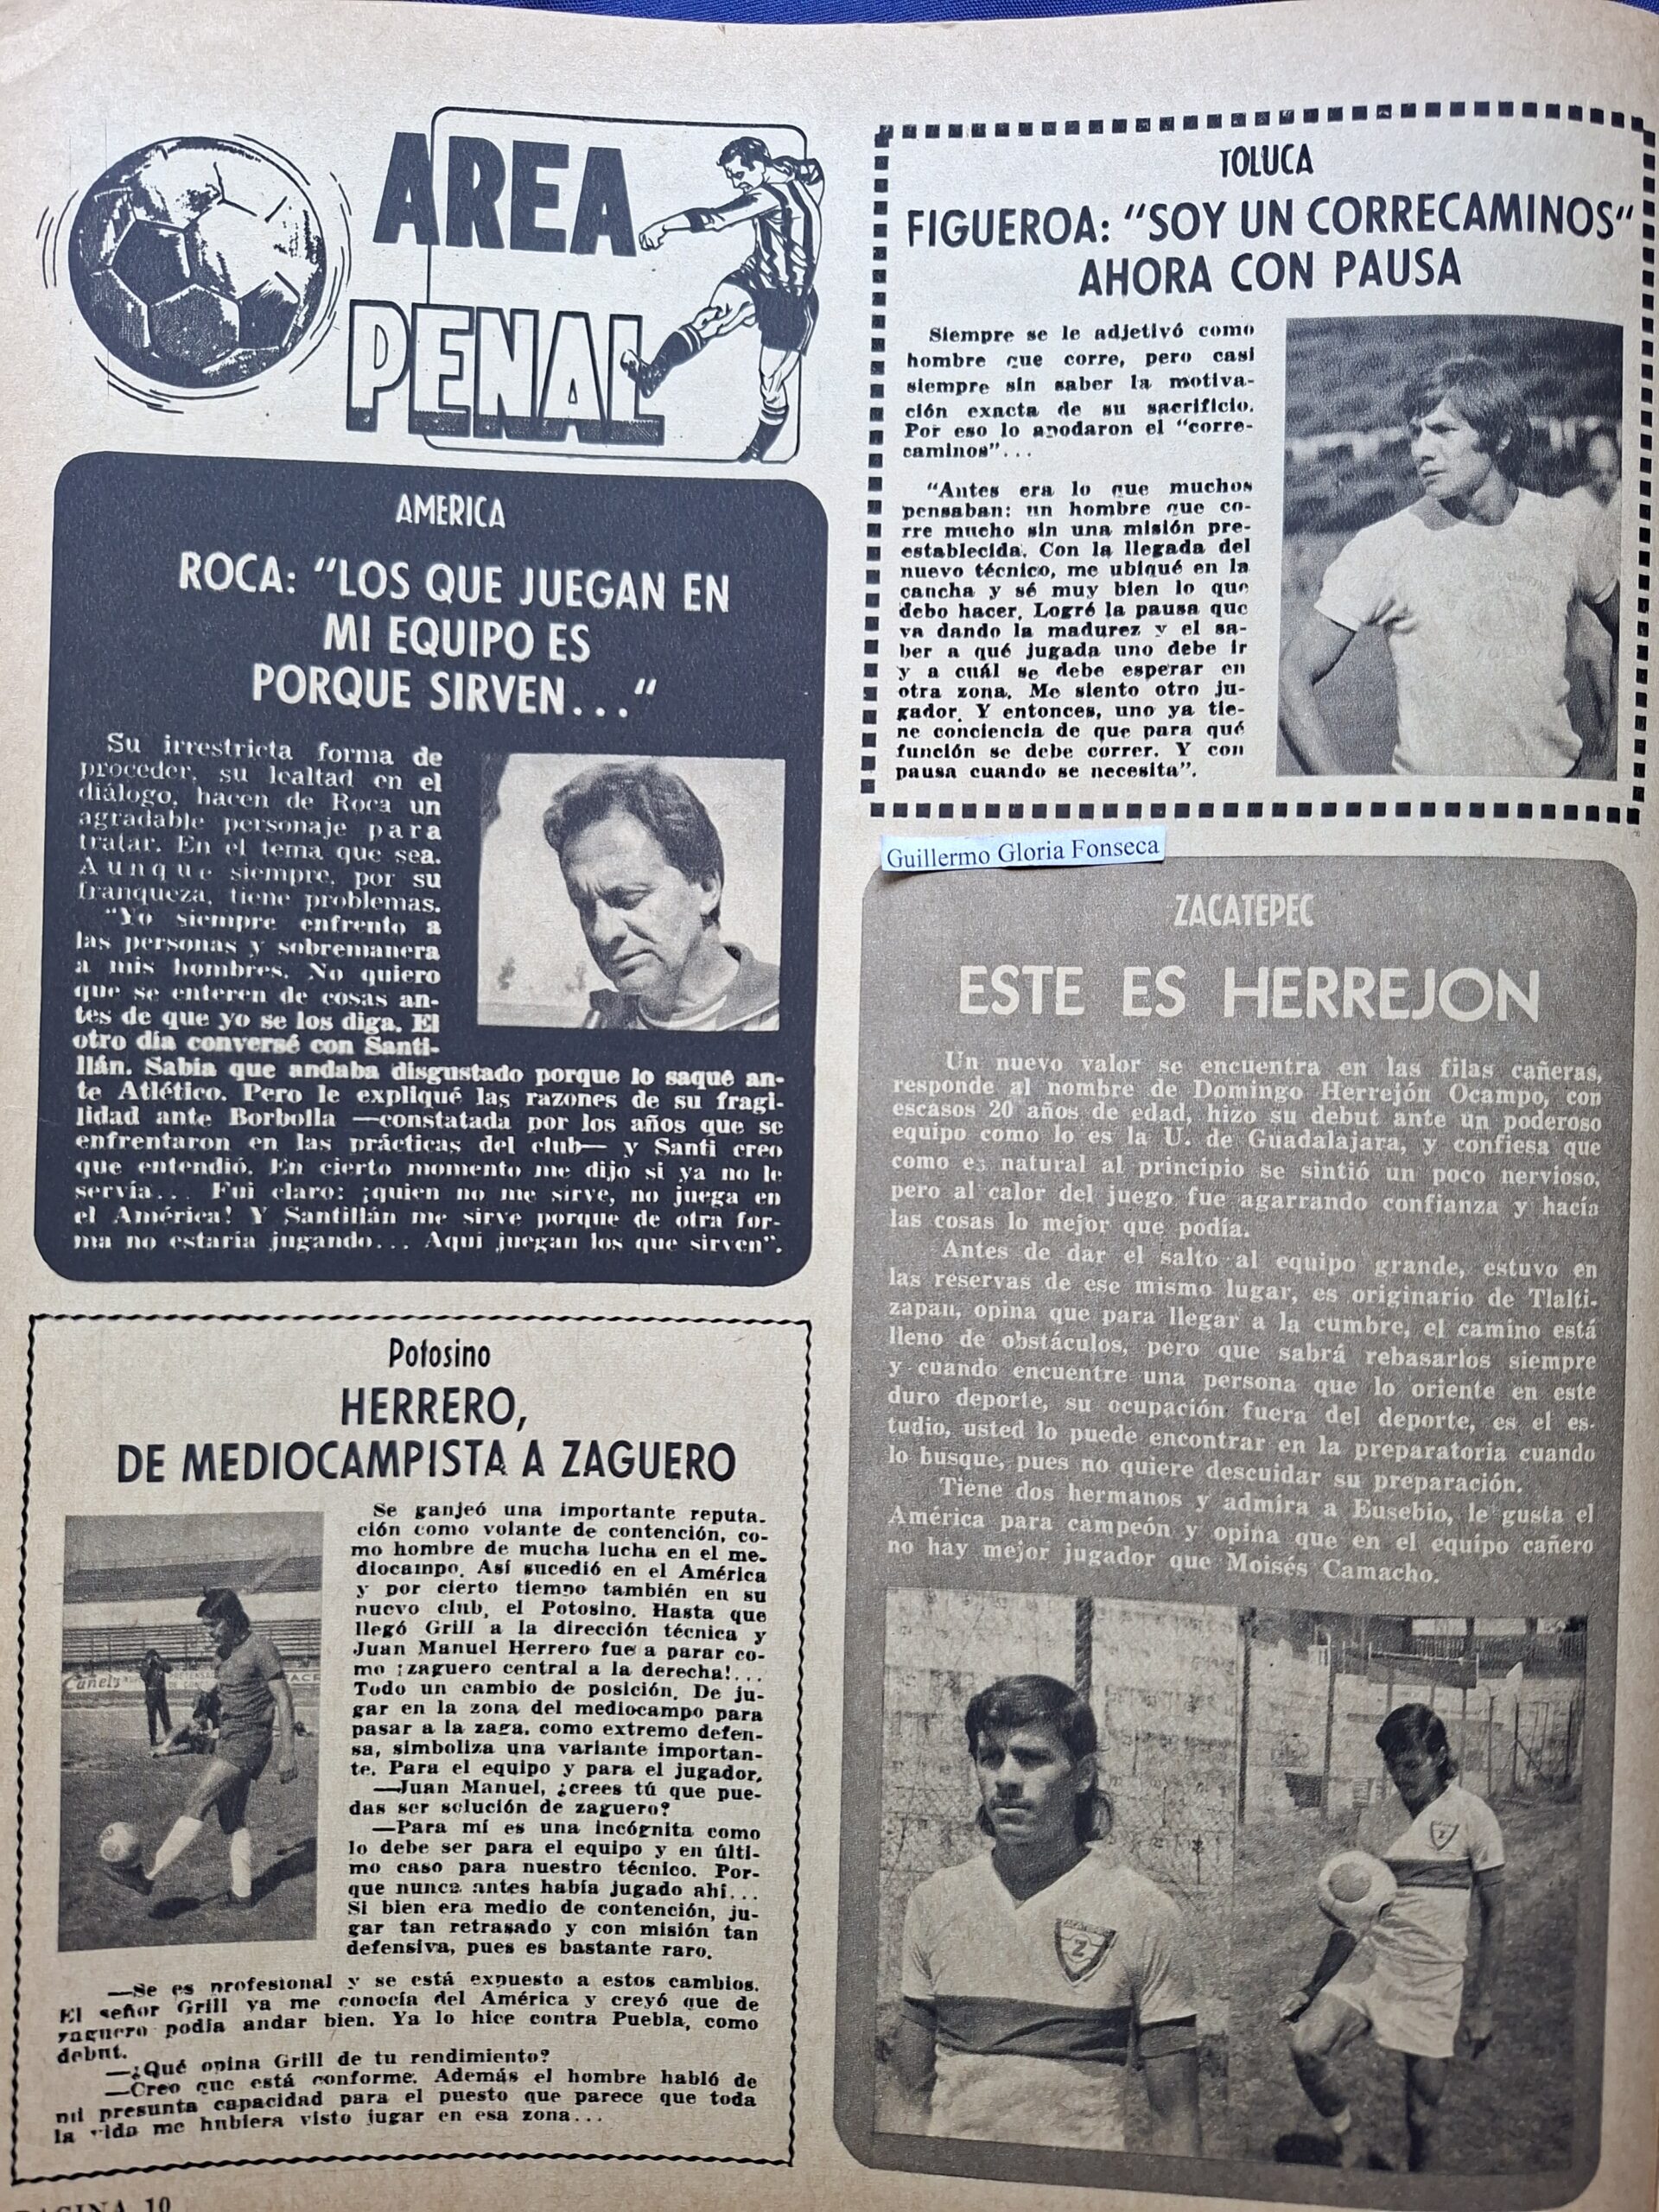 AREA
PENAL
AMERICA
ROCA: "LOS QUE JUEGAN EN
MI EQUIPO ES
PORQUE SIRVEN..."
Su irrestricta forma de
proceder, su lealtad en el
diálogo, hacen de Roca un
agradable personaje para
tratar. En el tema que sea.
Aunque siempre, por su
franqueza, tiene problemas.
"Yo siempre enfrento a
las personas y sobremanera
a mis hombres. No quiero
que se enteren de cosas an-
tes de que yo se los diga. El
otro día conversé con Santi-
llán. Sabía que andaba disgustado porque lo saqué an-
te Atlético. Pero le expliqué las razones de su fragi-
lidad ante Borbolla —constatada por los años que se
enfrentaron en las prácticas del club— y Santi creo
que entendió. En cierto momento me dijo si ya no le
servía... Fui claro: ¡quien no me sirve, no juega en
el América! Y Santillán me sirve porque de otra for-
ma no estaría jugando... Aquí juegan los que sirven".
Potosino
HERRERO,
DE MEDIOCAMPISTA A ZAGUERO
Se ganjeó una importante reputa-
ción como volante de contención, co-
mo hombre de mucha lucha en el me-
diocampo. Así sucedió en el América
y por cierto tiempo también en su
nuevo club, el Potosino. Hasta que
llegó Grill a la dirección técnica y
Juan Manuel Herrero fue a parar co-
mo ¡zaguero central a la derecha!...
Todo un cambio de posición. De ju-
gar en la zona del mediocampo para
pasar a la zaga, como extremo defen-
sa, simboliza una variante importan-
te. Para el equipo y para el jugador.
—Juan Manuel, ¿crees tú que pue-
das ser solución de zaguero?
—Para mí es una incógnita como
lo debe ser para el equipo y en últi-
mo caso para nuestro técnico. Por-
que nunca antes había jugado ahí...
Si bien era medio de contención, ju-
gar tan retrasado y con misión tan
defensiva, pues es bastante raro.
—Se es profesional y se está expuesto a estos cambios.
El señor Grill ya me conocía del América y creyó que de
zaguero podía andar bien. Ya lo hice contra Puebla, como
debut.
—¿Qué opina Grill de tu rendimiento?
—Creo que está conforme. Además el hombre habló de
mi presunta capacidad para el puesto que parece que toda
la vida me hubiera visto jugar en esa zona...
Canels
PAGINA 10
TOLUCA
FIGUEROA: "SOY UN CORRECAMINOS"
AHORA CON PAUSA
Siempre se le adjetivó como
hombre que corre, pero casi
siempre sin saber la motiva-
ción exacta de su sacrificio.
Por eso lo apodaron el "corre-
caminos"...
"Antes era lo que muchos
pensaban: un hombre que co-
rre mucho sin una misión pre-
establecida. Con la llegada del
nuevo técnico, me ubiqué en la
cancha y sé muy bien lo que
debo hacer. Logré la pausa que
va dando la madurez y el sa-
ber a qué jugada uno debe ir
y a cuál se debe esperar en
otra zona. Me siento otro ju-
gador. Y entonces, uno ya tie-
ne conciencia de que para qué
función se debe correr. Y con
pausa cuando se necesita".
Guillermo Gloria Fonseca
ZACATEPEC
ESTE ES HERREJON
Un nuevo valor se encuentra en las filas cañeras,
responde al nombre de Domingo Herrejón Ocampo, con
escasos 20 años de edad, hizo su debut ante un poderoso
equipo como lo es la U. de Guadalajara, y confiesa que
como es natural al principio se sintió un poco nervioso,
pero al calor del juego fue agarrando confianza y hacía
las cosas lo mejor que podía.
Antes de dar el salto al equipo grande, estuvo en
las reservas de ese mismo lugar, es originario de Tlalti-
zapau, opina que para llegar a la cumbre, el camino está
lleno de obstáculos, pero que sabrá rebasarlos siempre
y cuando encuentre una persona que lo oriente en este
duro deporte, su ocupación fuera del deporte, es el es-
tudio, usted lo puede encontrar en la preparatoria cuando
lo busque, pues no quiere descuidar su preparación.
Tiene dos hermanos y admira a Eusebio, le gusta el
América para campeón y opina que en el equipo cañero
no hay mejor jugador que Moisés Camacho.
ZACATEPEC
Z
Z